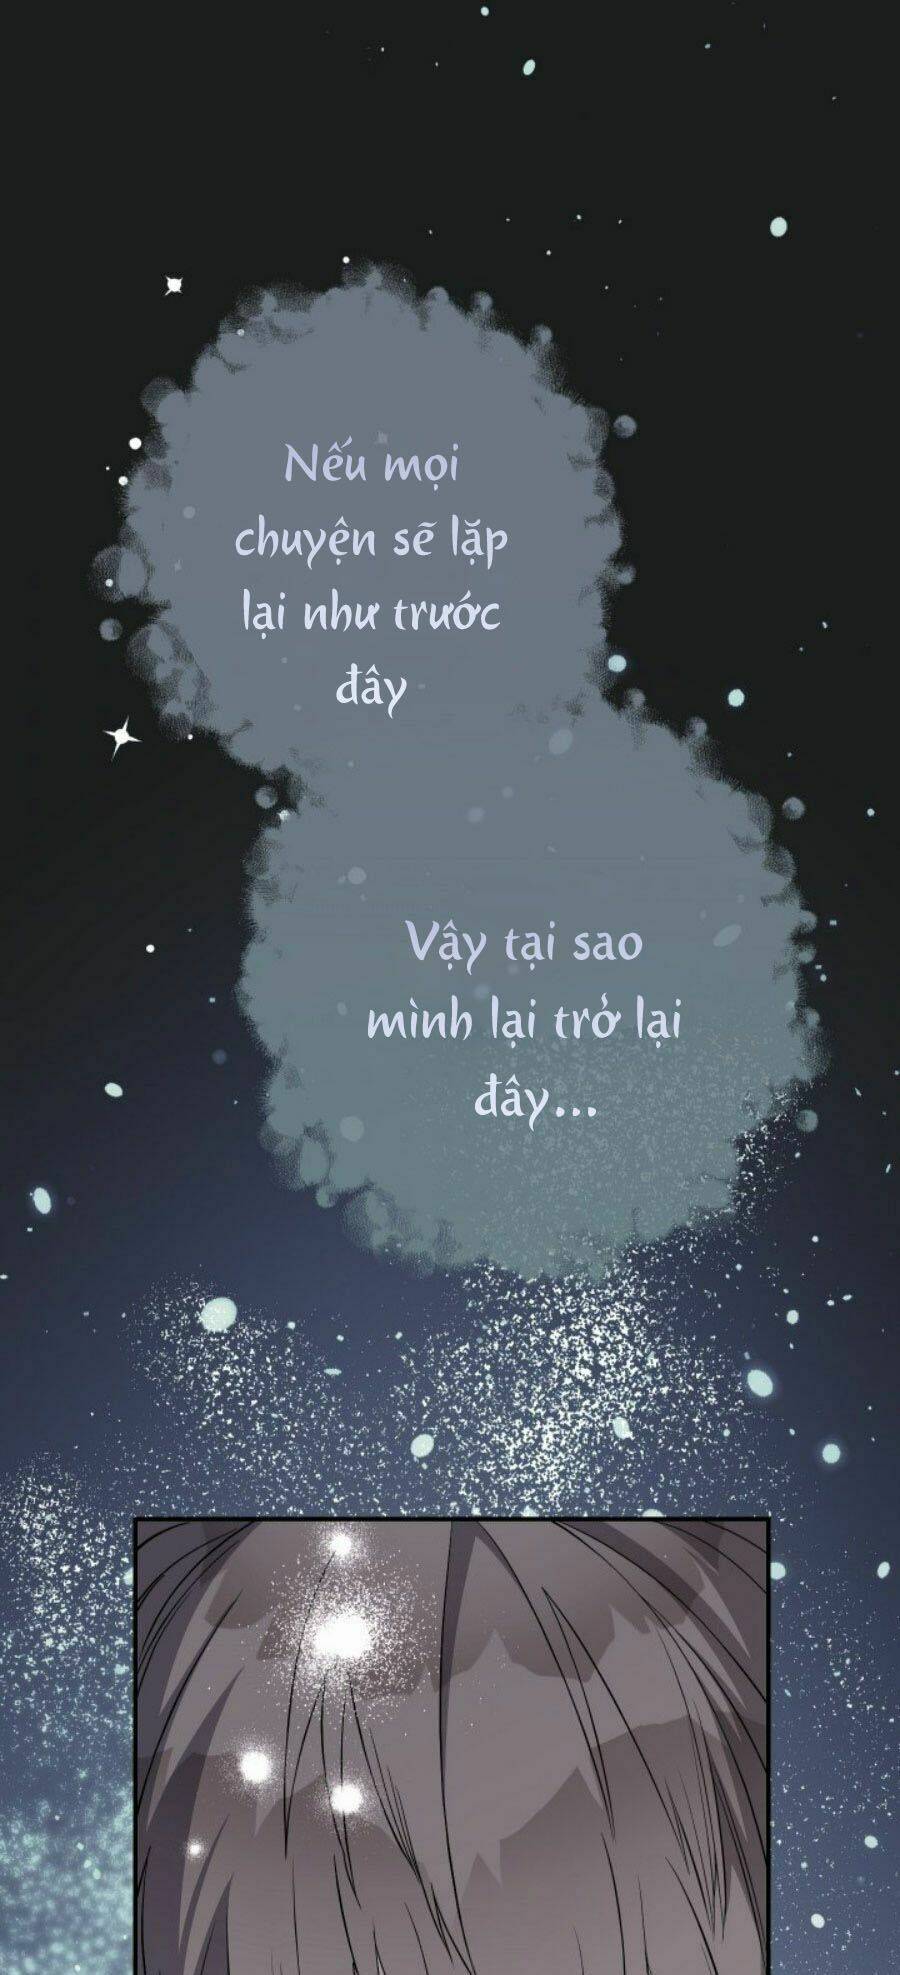 Nếu mọi
chuyện sẽ lặp
lại như trước
đây
Vậy tại sao
mình lại trở lại
đây...